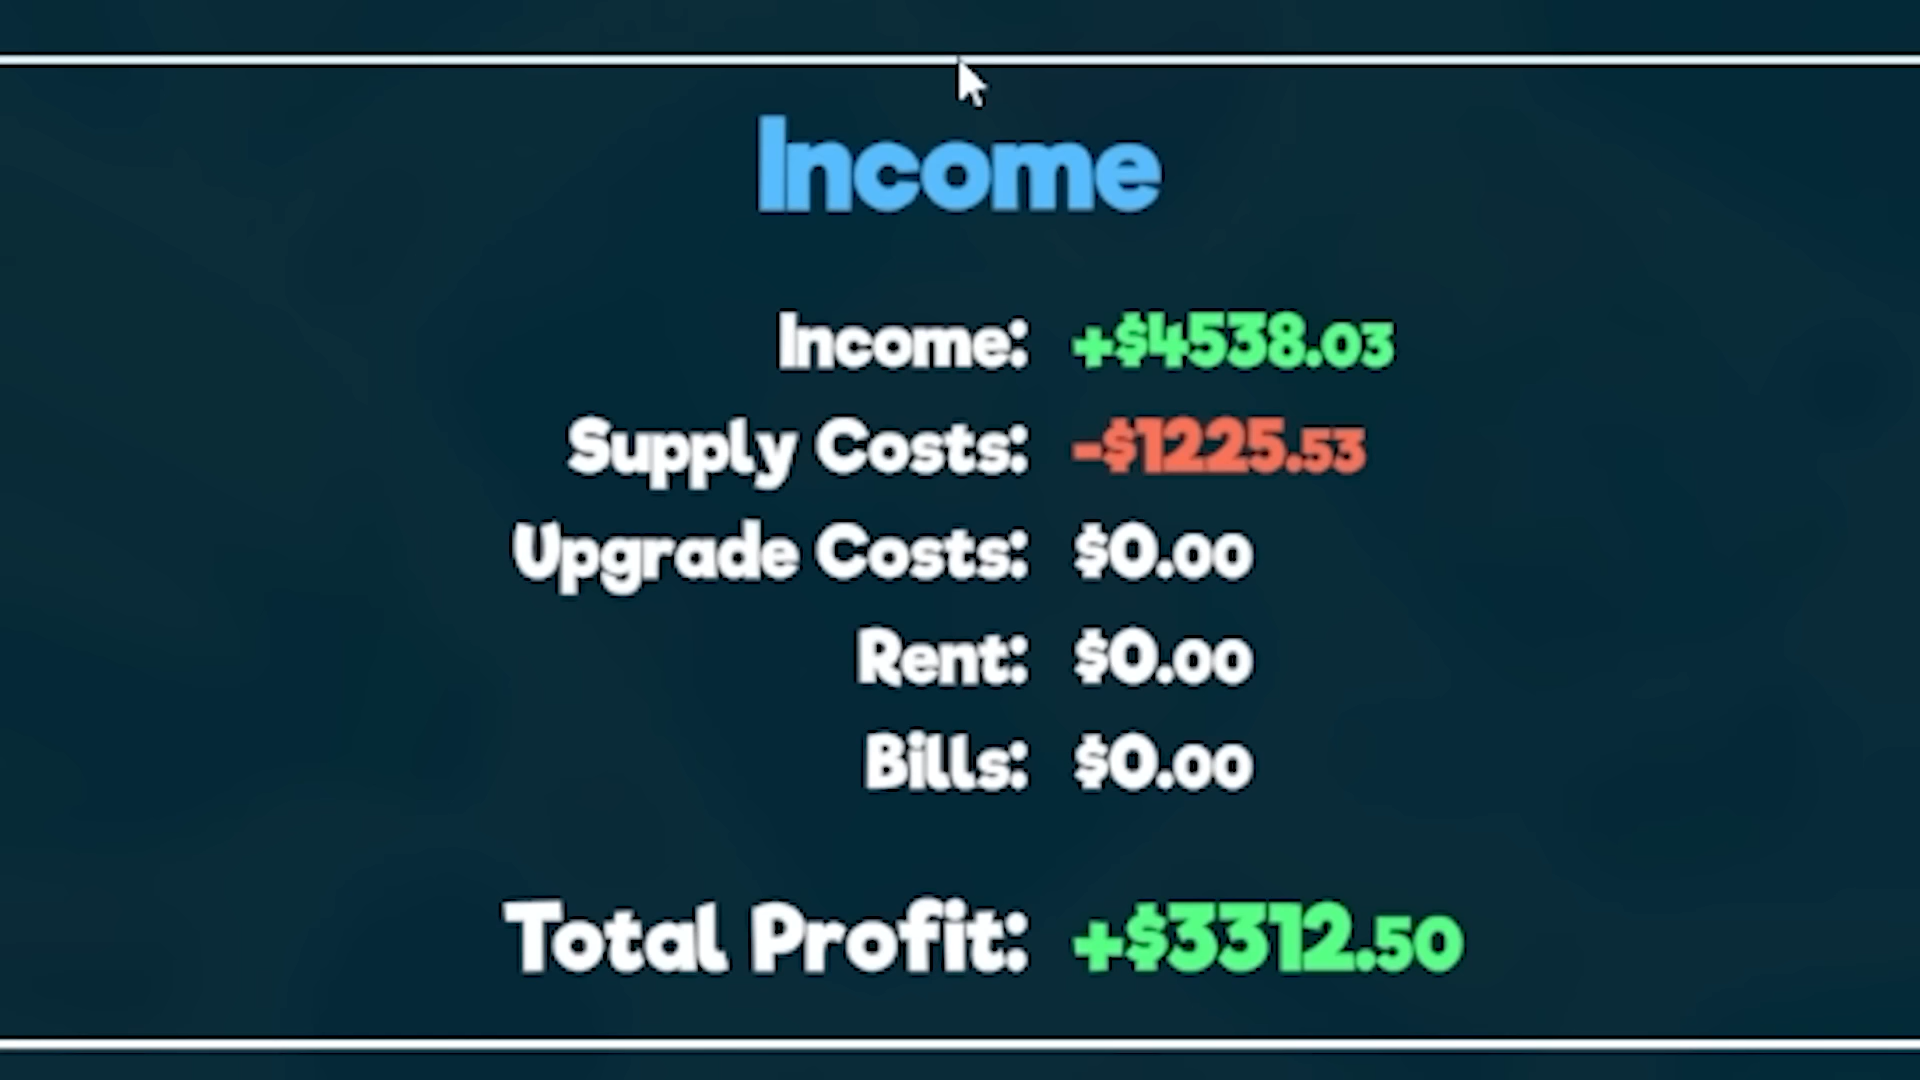 Income
Income: +$4538.03
Supply Costs: -$1225.53
Upgrade Costs: $0.00
Rent: $0.00
Bills: $0.00
Total Profit: +$3312.50